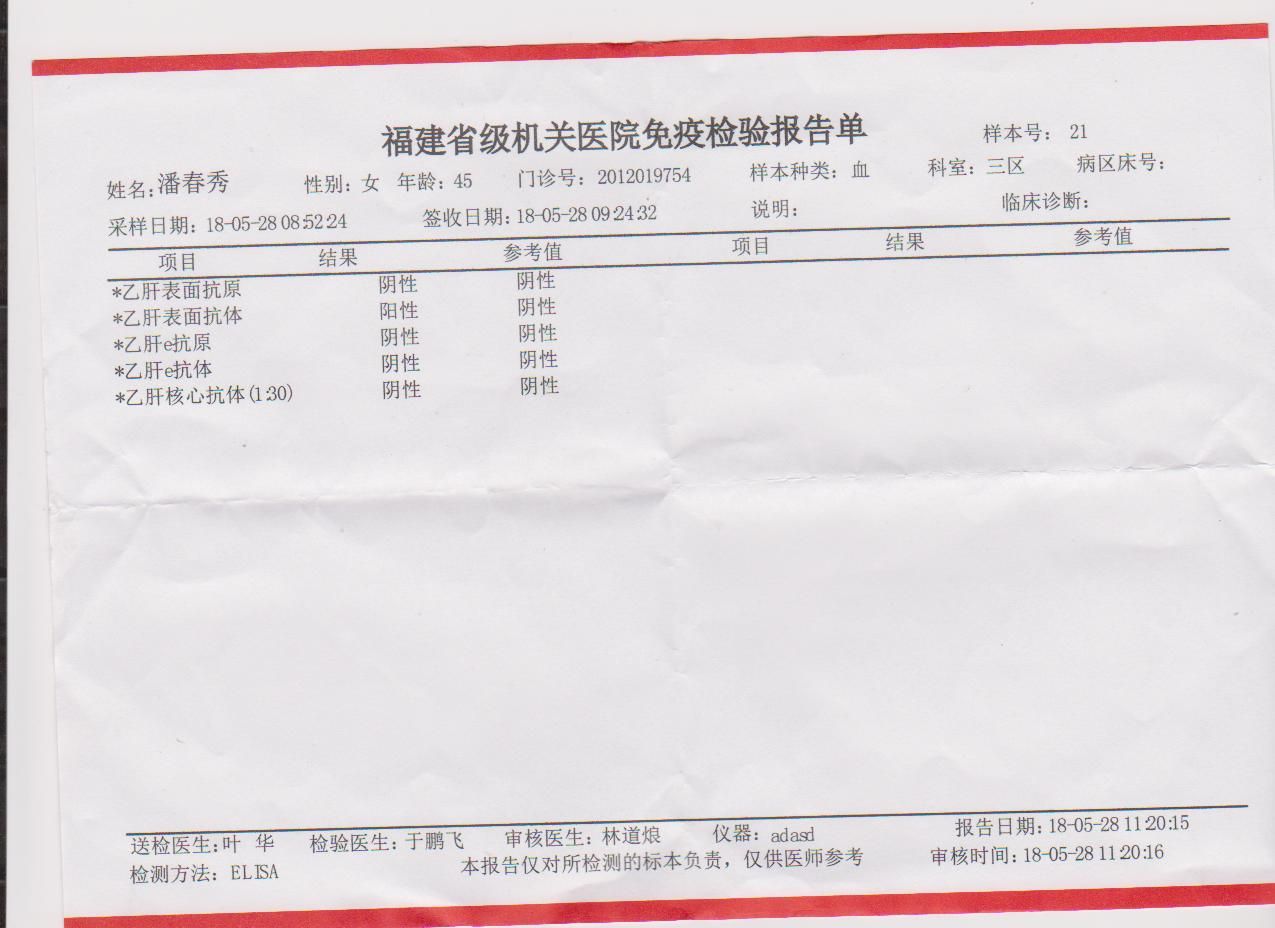 福建省级机关医院免疫检验报告单
样本号： 21
姓名：潘春秀 性别：女 年龄：45 门诊号：2012019754 样本种类：血 科室：三区 病区床号：
采样日期：18-05-28 08:52:24 签收日期：18-05-28 09:24:32 说明： 临床诊断：
项目 结果 参考值 项目 结果 参考值
*乙肝表面抗原 阴性 阴性
*乙肝表面抗体 阳性 阴性
*乙肝e抗原 阴性 阴性
*乙肝e抗体 阴性 阴性
*乙肝核心抗体(1:30) 阴性 阴性
送检医生：叶 华 检验医生：于鹏飞 审核医生：林道烺 仪器：adasd 报告日期：18-05-28 11:20:15
检测方法：ELISA 本报告仅对所检测的标本负责，仅供医师参考 审核时间：18-05-28 11:20:16